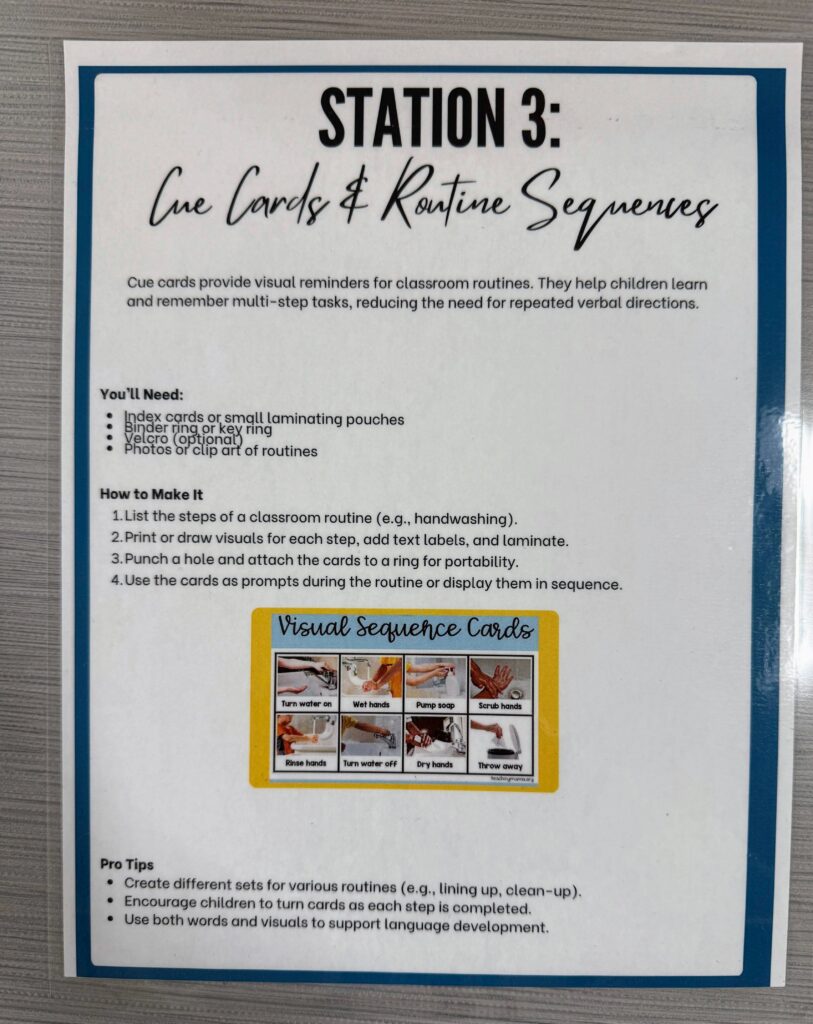 STATION 3:
Cue Cards & Routine Sequences
Cue cards provide visual reminders for classroom routines. They help children learn
and remember multi-step tasks, reducing the need for repeated verbal directions.
You'll Need:
• Index cards or small laminating pouches
• Binder ring or key ring
• Velcro (optional)
• Photos or clip art of routines
How to Make It
1. List the steps of a classroom routine (e.g., handwashing).
2. Print or draw visuals for each step, add text labels, and laminate.
3. Punch a hole and attach the cards to a ring for portability.
4. Use the cards as prompts during the routine or display them in sequence.
Visual Sequence Cards
Turn water on Wet hands Pump soap Scrub hands
Rinse hands Turn water off Dry hands Throw away
teachingmama.org
Pro Tips
• Create different sets for various routines (e.g., lining up, clean-up).
• Encourage children to turn cards as each step is completed.
• Use both words and visuals to support language development.